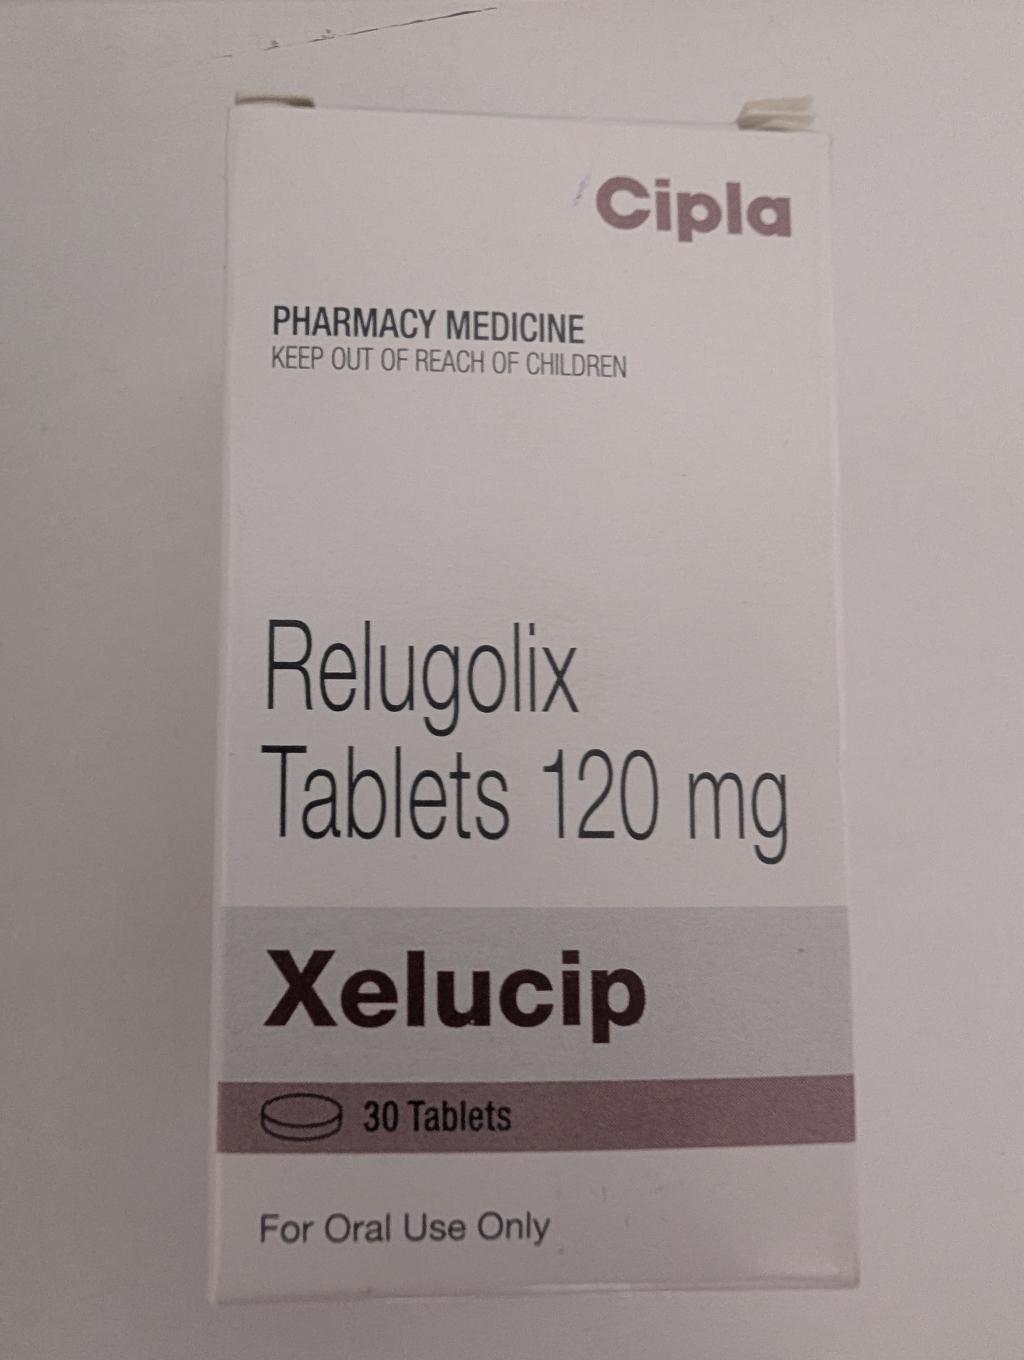 Cipla
PHARMACY MEDICINE
KEEP OUT OF REACH OF CHILDREN
Relugolix
Tablets 120 mg
Xelucip
30 Tablets
For Oral Use Only